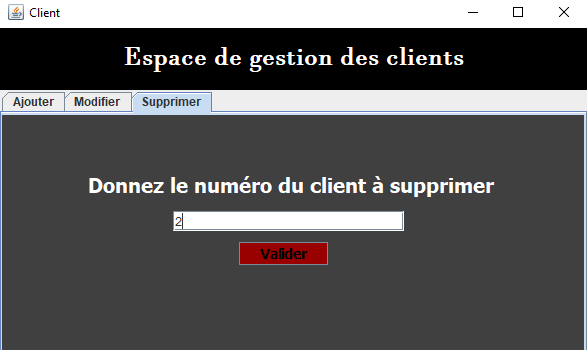 Client
Espace de gestion des clients
Ajouter Modifier Supprimer
Donnez le numéro du client à supprimer
2
Valider